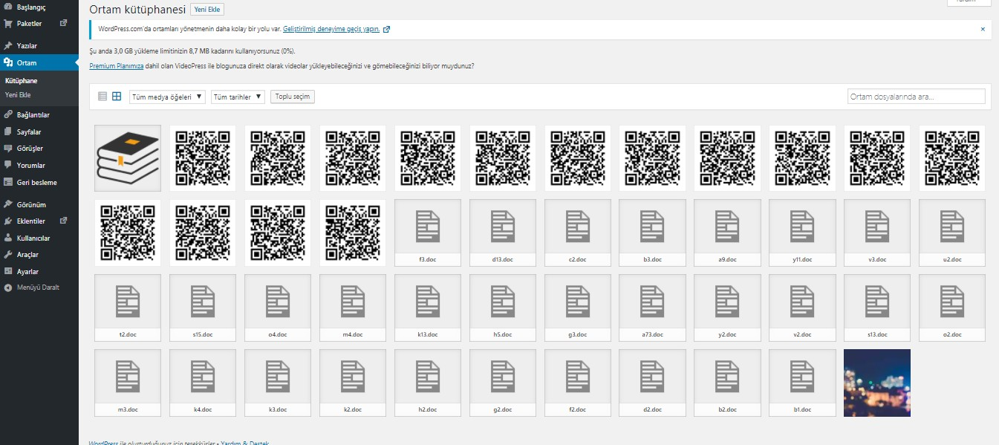 Başlangıç
Paketler
Yazılar
Ortam
Kütüphane
Yeni Ekle
Bağlantılar
Sayfalar
Görüşler
Yorumlar
Geri besleme
Görünüm
Eklentiler
Kullanıcılar
Araçlar
Ayarlar
Menüyü Daralt
Ortam kütüphanesi Yeni Ekle
Yardım
WordPress.com'da ortamları yönetmenin daha kolay bir yolu var. Geliştirilmiş deneyime geçiş yapın.
Şu anda 3,0 GB yükleme limitinizin 8,7 MB kadarını kullanıyorsunuz (0%).
Premium Planımıza dahil olan VideoPress ile blogunuza direkt olarak videolar yükleyebileceğinizi ve gömebileceğinizi biliyor muydunuz?
Tüm medya öğeleri Tüm tarihler Toplu seçim Ortam dosyalarında ara...
f3.doc d13.doc c2.doc b3.doc a9.doc y11.doc v3.doc u2.doc
t2.doc s15.doc o4.doc m4.doc k13.doc h5.doc g3.doc a73.doc y2.doc v2.doc s13.doc o2.doc
m3.doc k4.doc k3.doc k2.doc h2.doc g2.doc f2.doc d2.doc b2.doc b1.doc
WordPress ile oluşturduğunuz için teşekkürler • Yardım & Destek